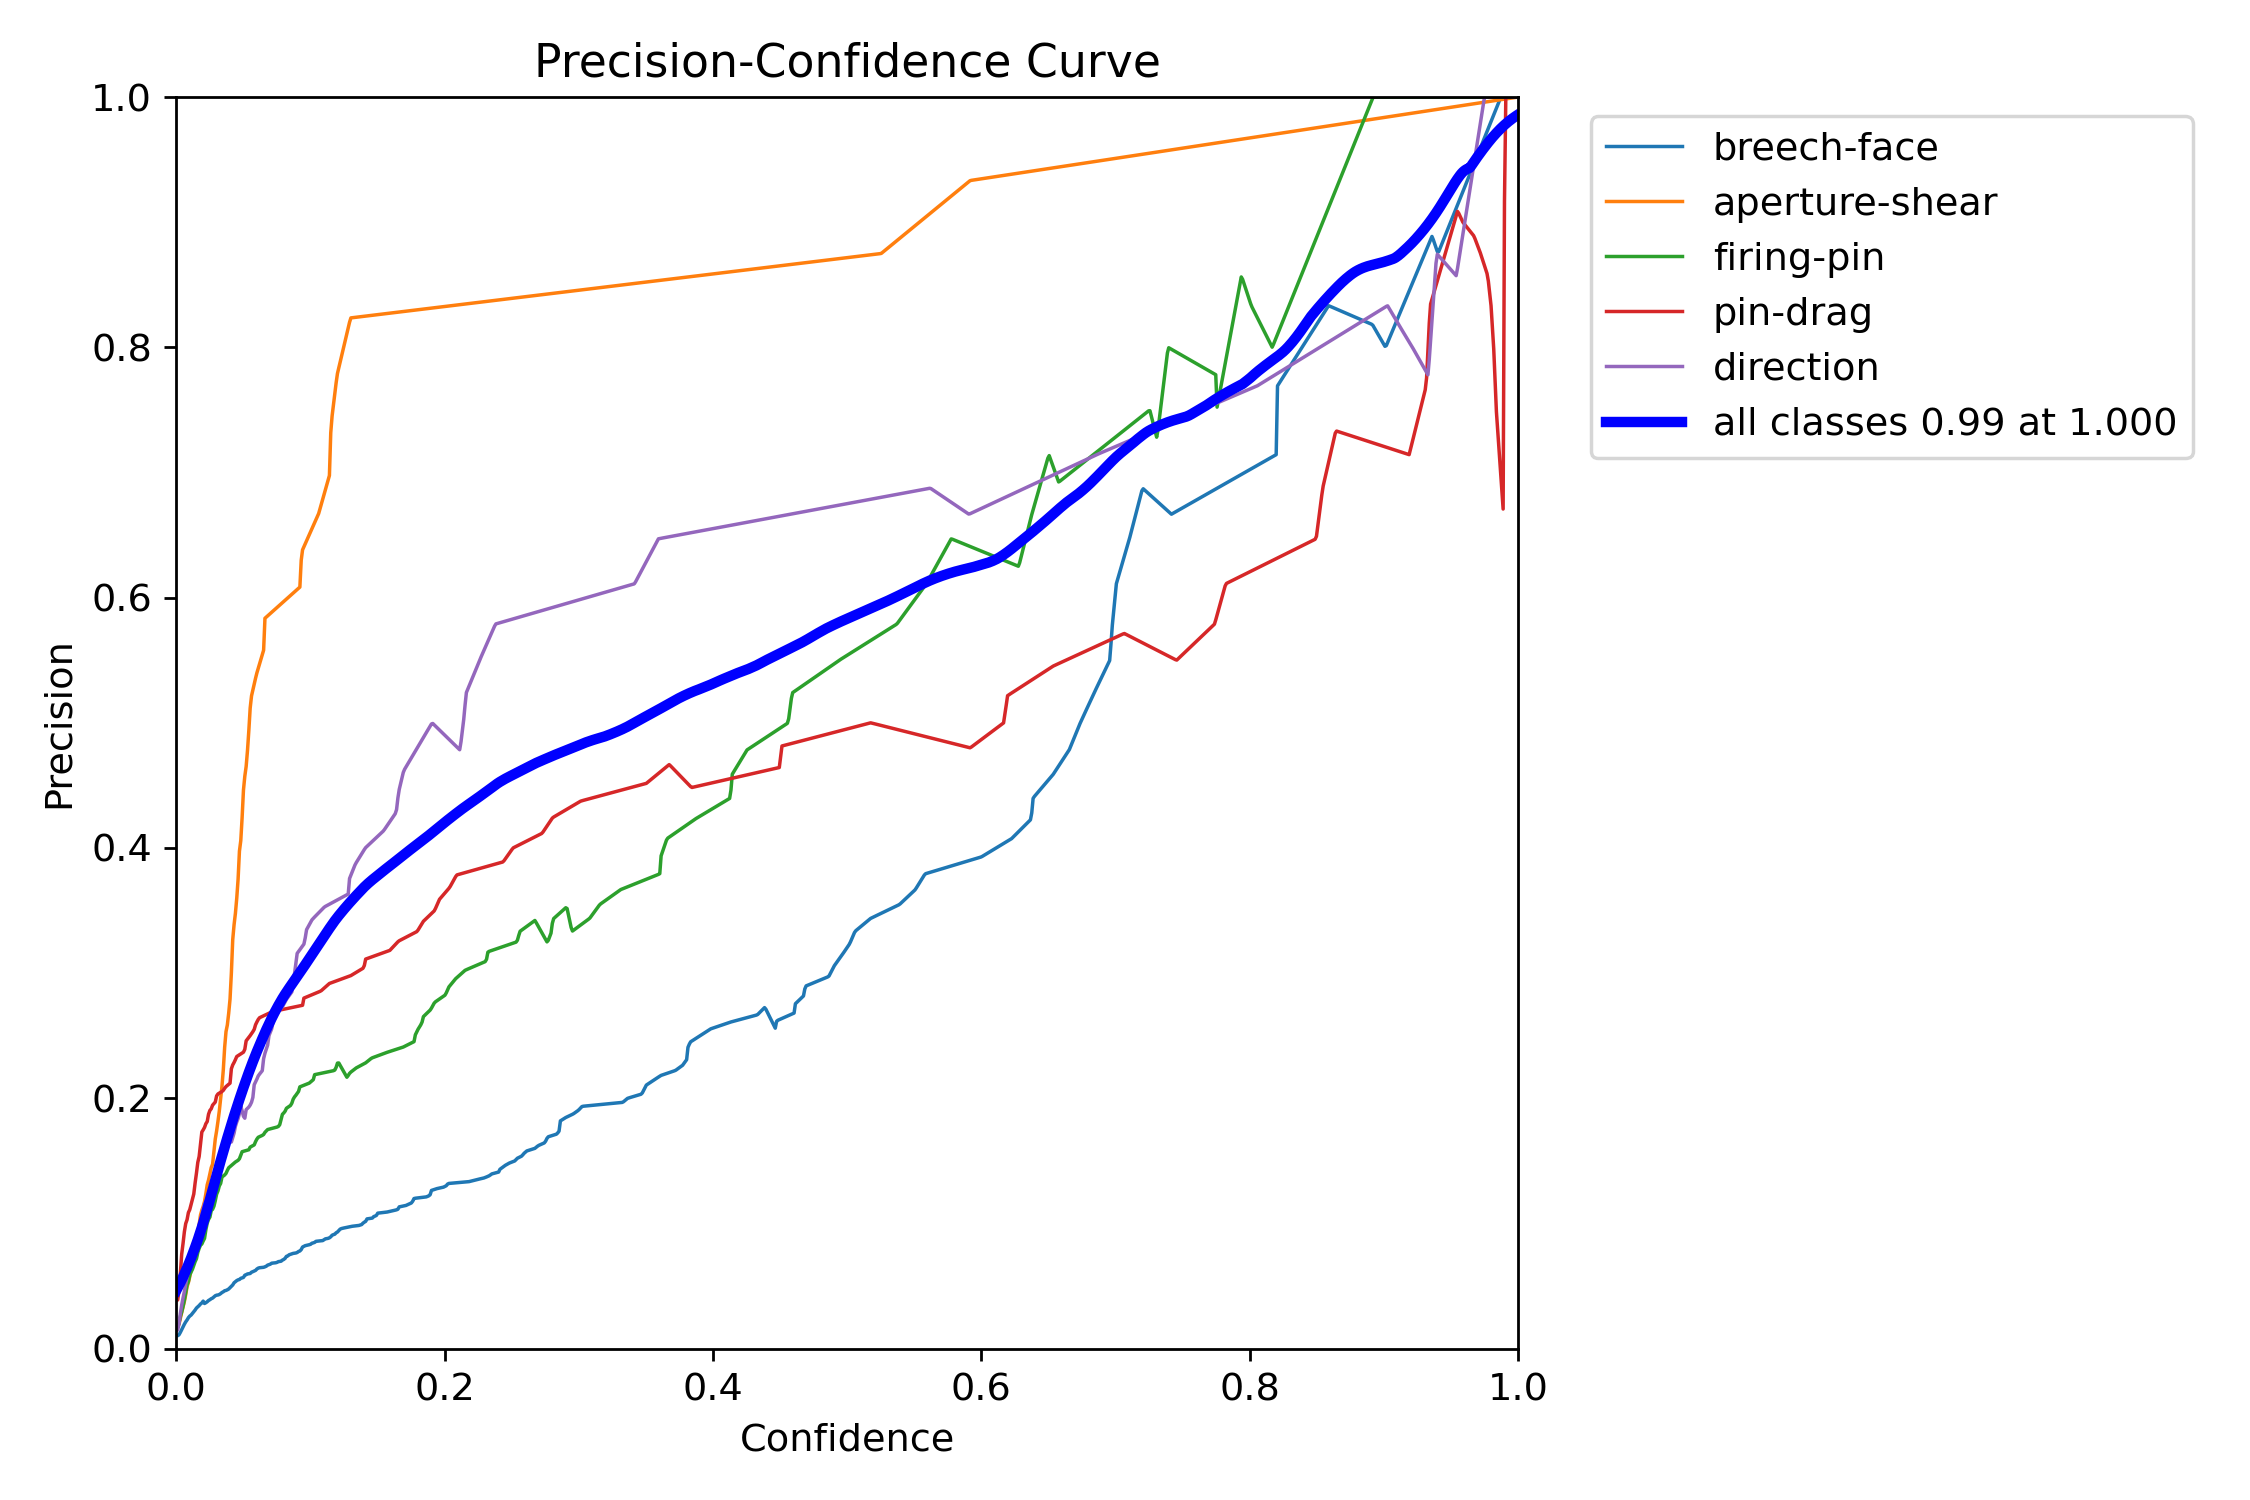 Precision-Confidence Curve
1.0
0.8
0.6
0.4
0.2
0.0
Precision
0.0 0.2 0.4 0.6 0.8 1.0
Confidence
breech-face
aperture-shear
firing-pin
pin-drag
direction
all classes 0.99 at 1.000